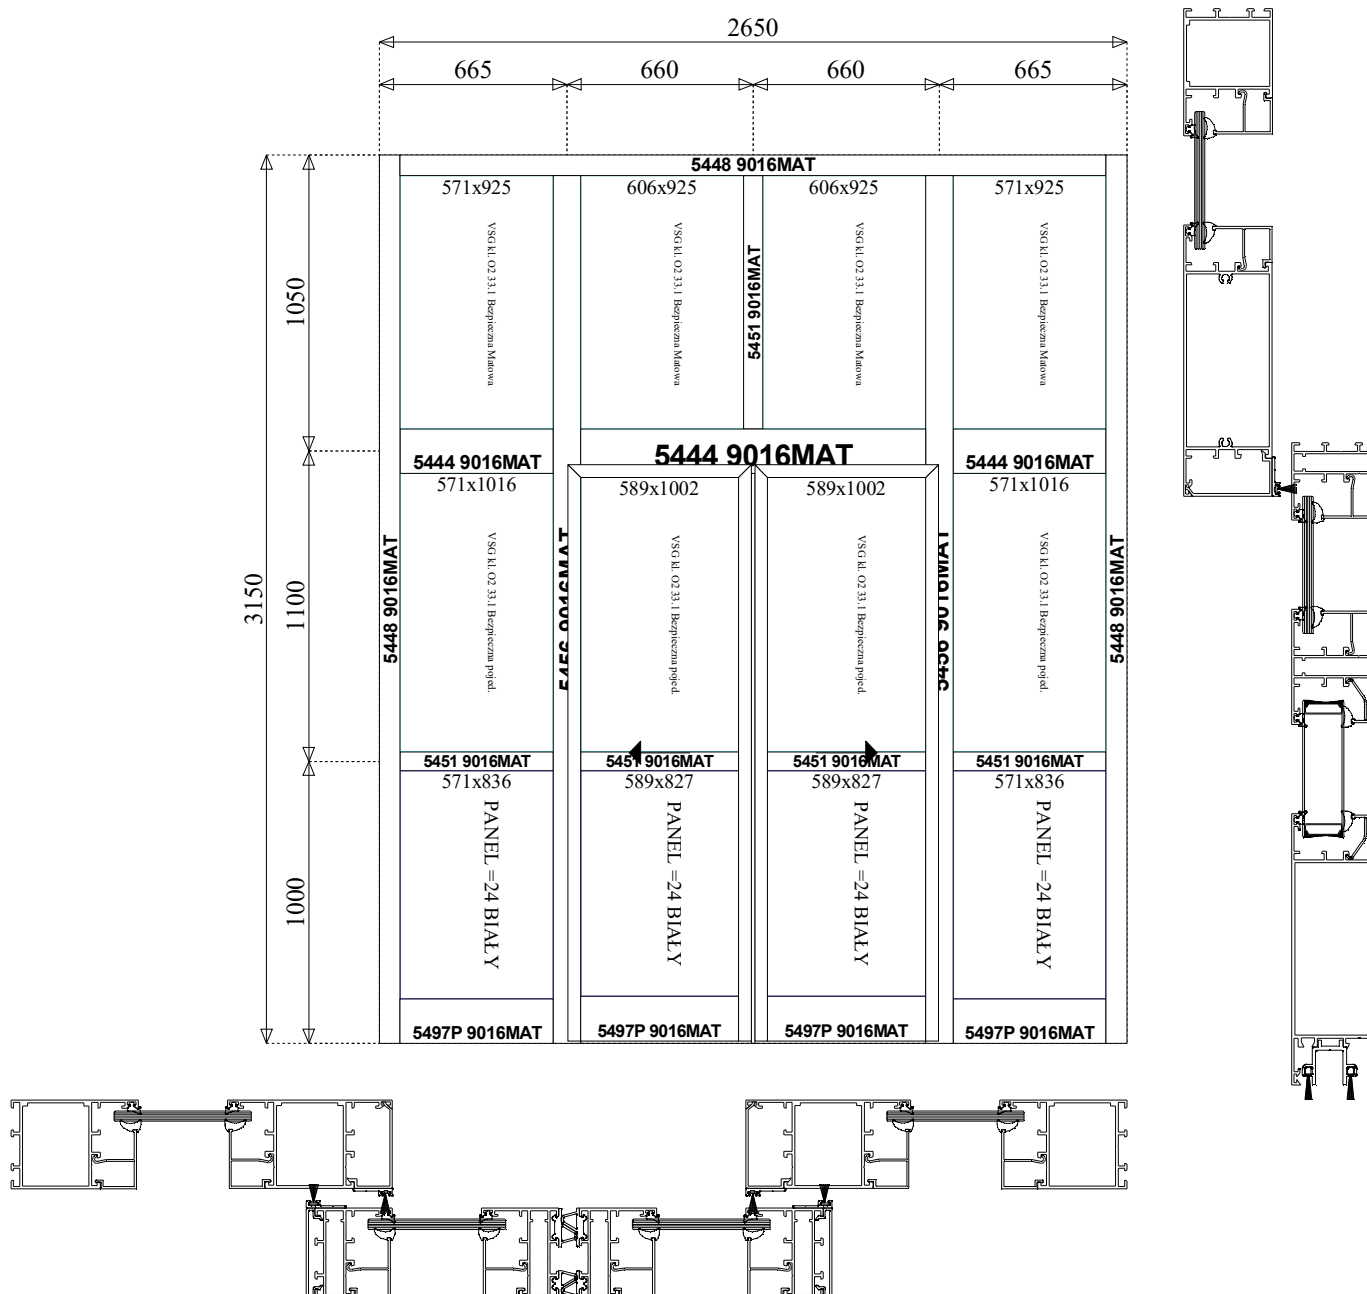 2650
665 660 660 665
5448 9016MAT
571x925 606x925 606x925 571x925
VSG kl. O2 33.1 Bezpieczna Matowa
VSG kl. O2 33.1 Bezpieczna Matowa
5451 9016MAT
VSG kl. O2 33.1 Bezpieczna Matowa
VSG kl. O2 33.1 Bezpieczna Matowa
1050
5444 9016MAT 5444 9016MAT 5444 9016MAT
571x1016 589x1002 589x1002 571x1016
3150
1100
5448 9016MAT
VSG kl. O2 33.1 Bezpieczna pojed.
5456 9016MAT
VSG kl. O2 33.1 Bezpieczna pojed.
VSG kl. O2 33.1 Bezpieczna pojed.
5456 9016MAT
VSG kl. O2 33.1 Bezpieczna pojed.
5448 9016MAT
5451 9016MAT 5451 9016MAT 5451 9016MAT 5451 9016MAT
571x836 589x827 589x827 571x836
1000
PANEL =24 BIAŁY
PANEL =24 BIAŁY
PANEL =24 BIAŁY
PANEL =24 BIAŁY
5497P 9016MAT 5497P 9016MAT 5497P 9016MAT 5497P 9016MAT